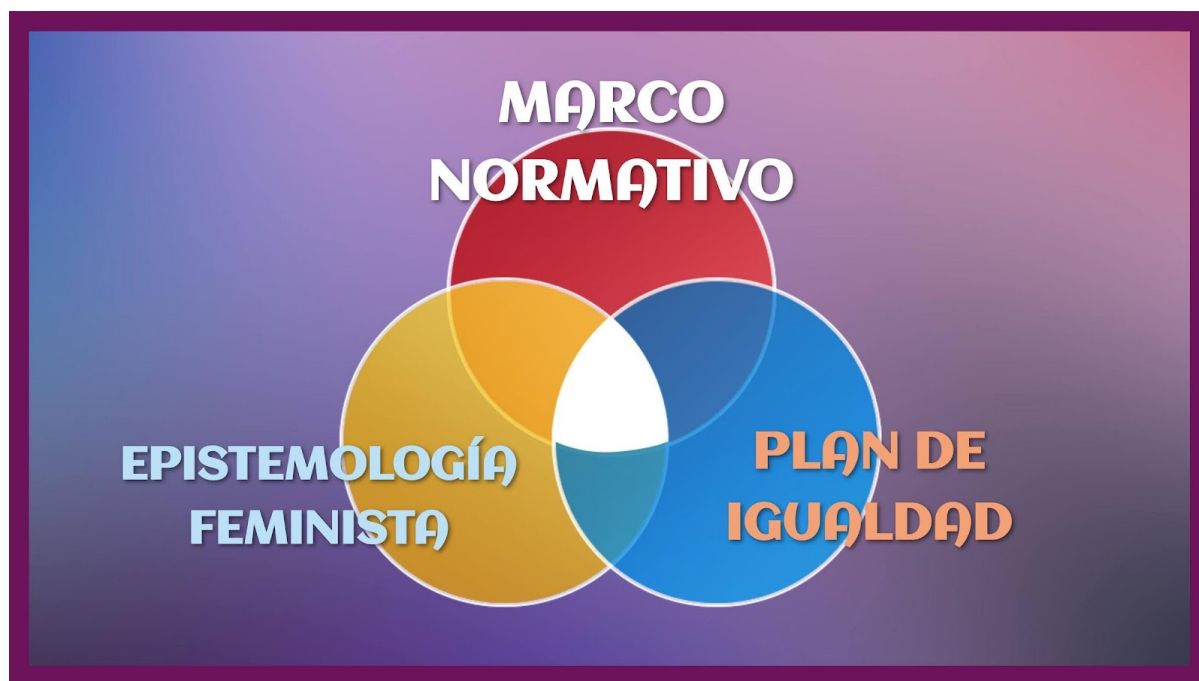 MARCO
NORMATIVO
EPISTEMOLOGÍA
FEMINISTA
PLAN DE
IGUALDAD